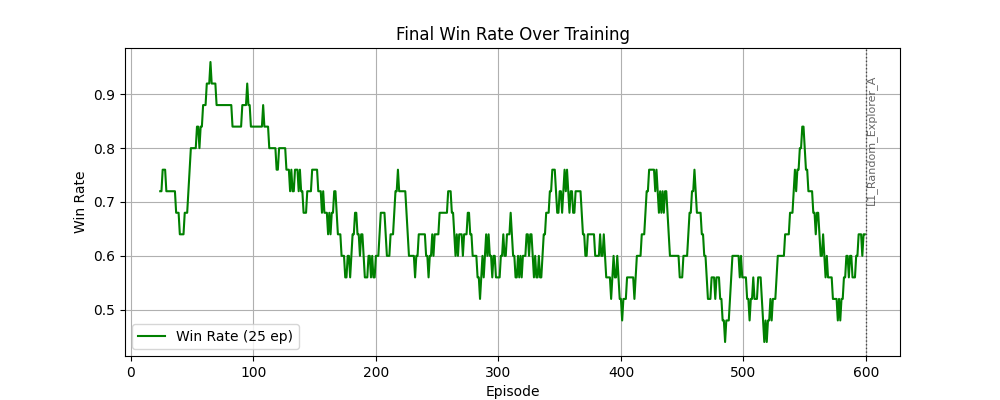 Final Win Rate Over Training
Win Rate
0.9
0.8
0.7
0.6
0.5
L1_Random_Explorer_A
Win Rate (25 ep)
0
100
200
300
400
500
600
Episode